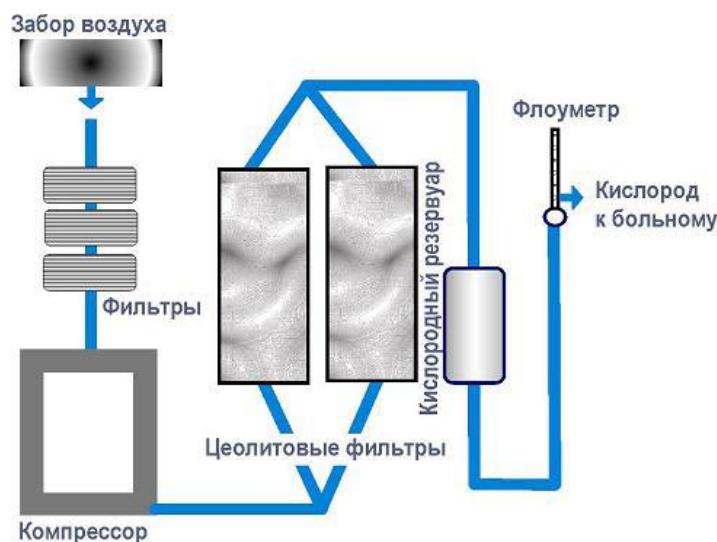 Забор воздуха
Флоуметр
Кислород
к больному
Кислородный резервуар
Фильтры
Цеолитовые фильтры
Компрессор